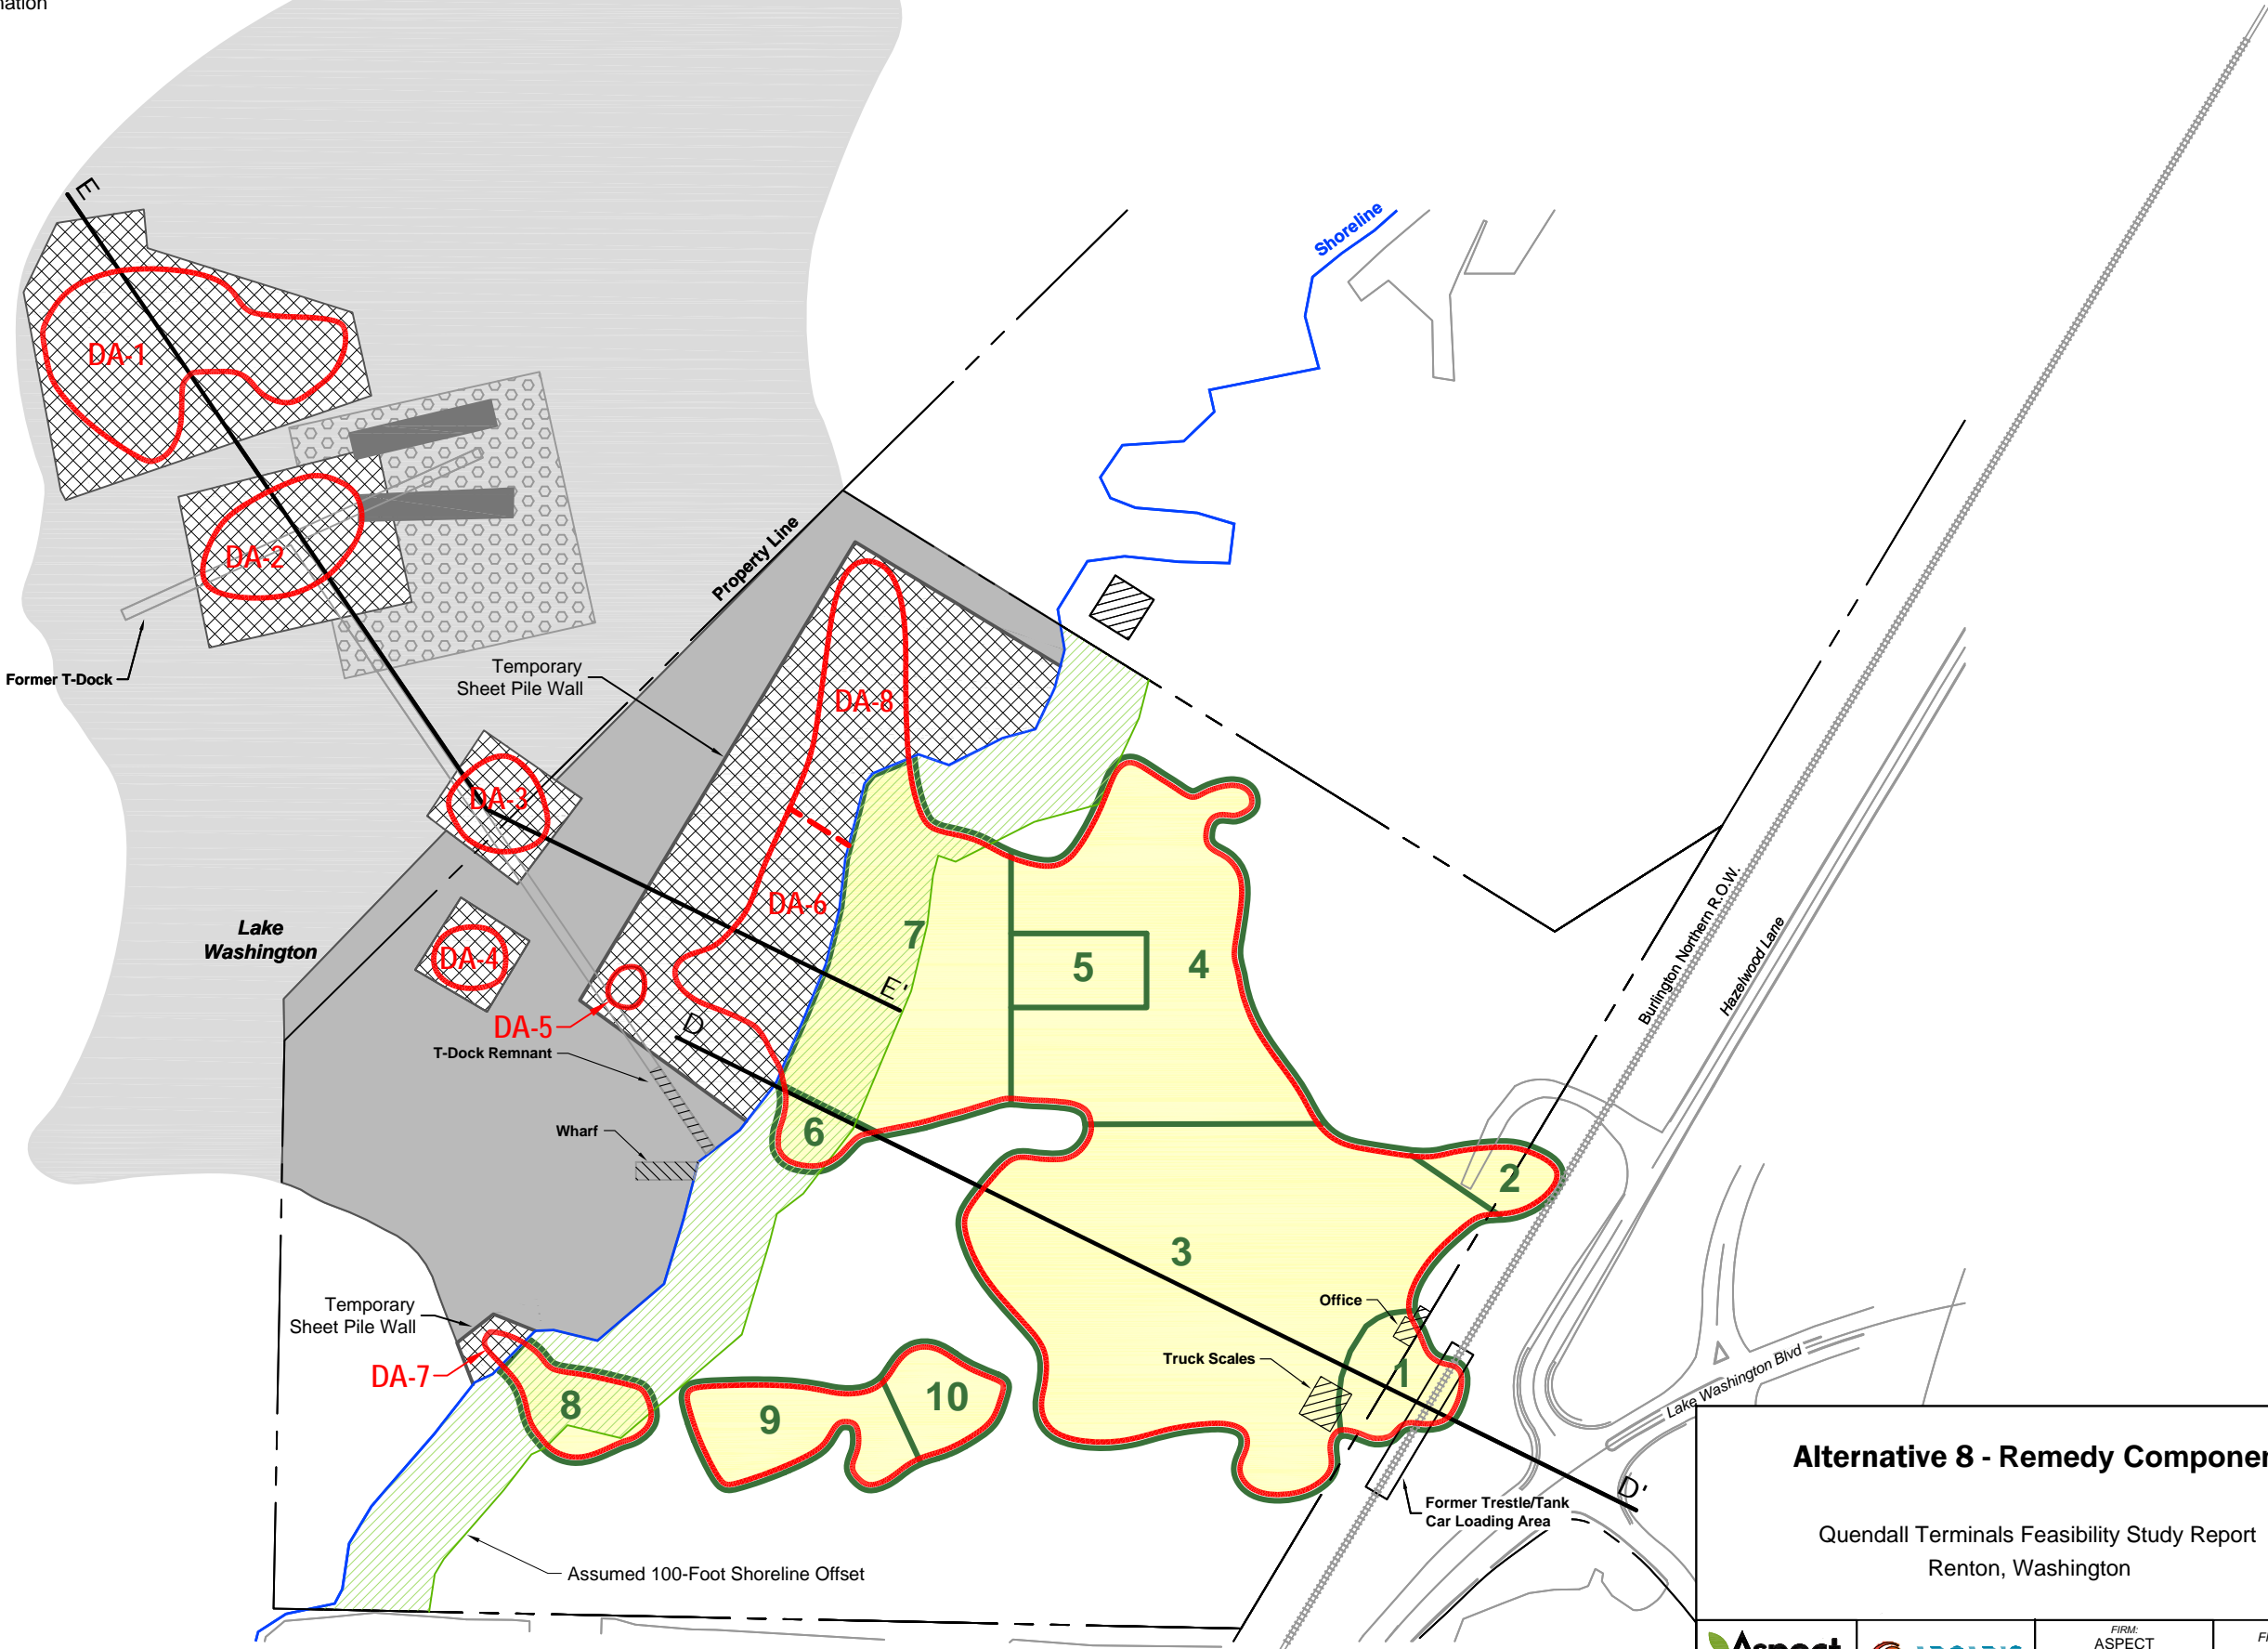 E
DA-1
Shoreline
DA-2
Property Line
Former T-Dock
Temporary
Sheet Pile Wall
DA-8
DA-3
DA-6
Lake
Washington
DA-4
7
5
4
E'
D
DA-5
T-Dock Remnant
Burlington Northern R.O.W.
Hazelwood Lane
Wharf
6
2
3
Temporary
Sheet Pile Wall
DA-7
Office
Truck Scales
1
8
9
10
Lake Washington Blvd
D'
Former Trestle/Tank
Car Loading Area
Assumed 100-Foot Shoreline Offset
Alternative 8 - Remedy Componen
Quendall Terminals Feasibility Study Report
Renton, Washington
Aspect
FIRM:
ASPECT